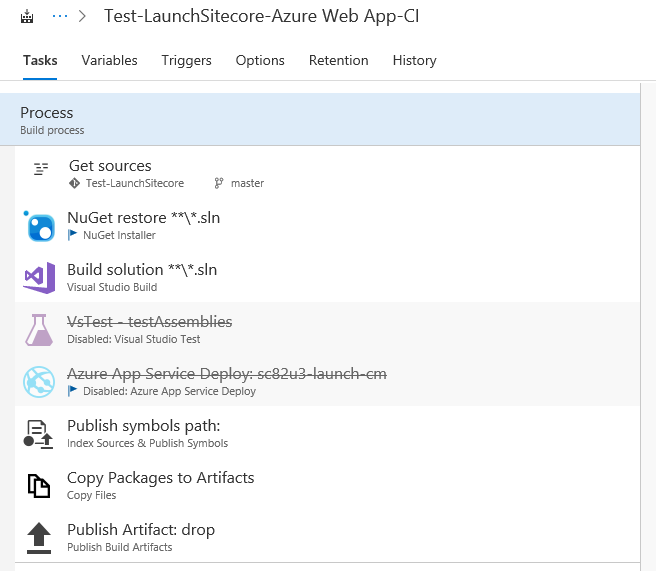 ··· > Test-LaunchSitecore-Azure Web App-CI
Tasks Variables Triggers Options Retention History
Process
Build process
Get sources
Test-LaunchSitecore master
NuGet restore **\*.sln
NuGet Installer
Build solution **\*.sln
Visual Studio Build
VsTest - testAssemblies
Disabled: Visual Studio Test
Azure App Service Deploy: sc82u3-launch-cm
Disabled: Azure App Service Deploy
Publish symbols path:
Index Sources & Publish Symbols
Copy Packages to Artifacts
Copy Files
Publish Artifact: drop
Publish Build Artifacts